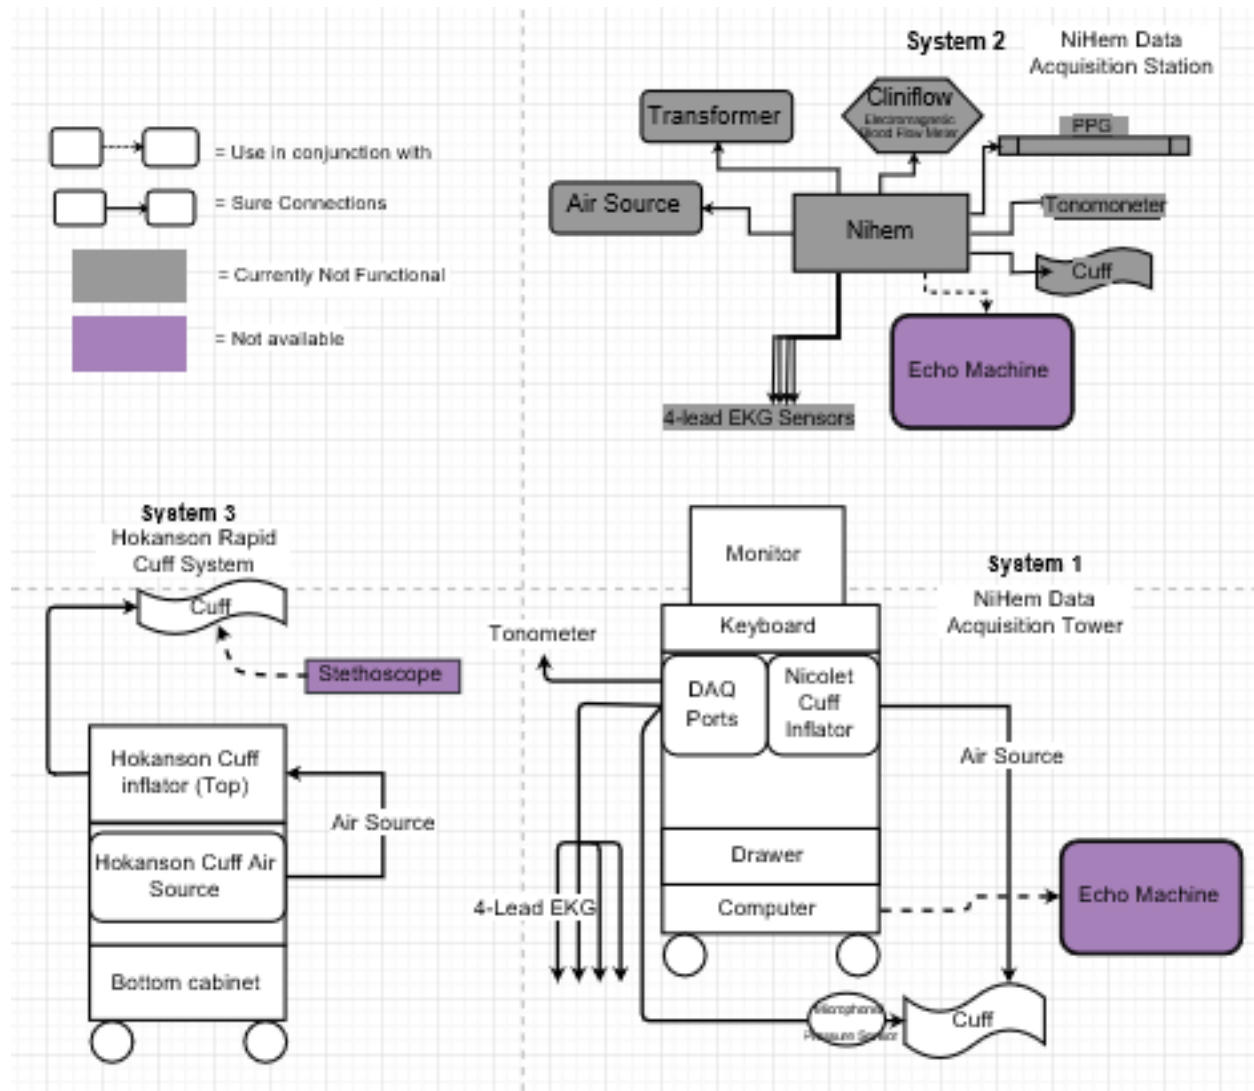 System 2
NiHem Data
Acquisition Station
Transformer
Cliniflow
Electromagnetic
Blood Flow Meter
PPG
Air Source
Nihem
Tonomoneter
Cuff
Echo Machine
4-lead EKG Sensors
= Use in conjunction with
= Sure Connections
= Currently Not Functional
= Not available
System 3
Hokanson Rapid
Cuff System
Cuff
Stethoscope
Hokanson Cuff
inflator (Top)
Air Source
Hokanson Cuff Air
Source
Bottom cabinet
System 1
NiHem Data
Acquisition Tower
Monitor
Keyboard
Tonometer
DAQ
Ports
Nicolet
Cuff
Inflator
Air Source
Drawer
Computer
4-Lead EKG
Echo Machine
Microphone
Pressure Sensor
Cuff